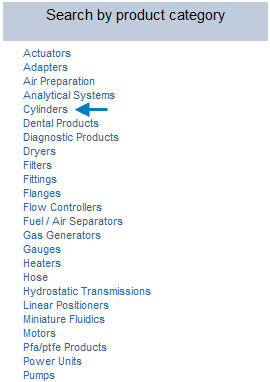 Search by product category
Actuators
Adapters
Air Preparation
Analytical Systems
Cylinders
Dental Products
Diagnostic Products
Dryers
Filters
Fittings
Flanges
Flow Controllers
Fuel / Air Separators
Gas Generators
Gauges
Heaters
Hose
Hydrostatic Transmissions
Linear Positioners
Miniature Fluidics
Motors
Pfa/ptfe Products
Power Units
Pumps